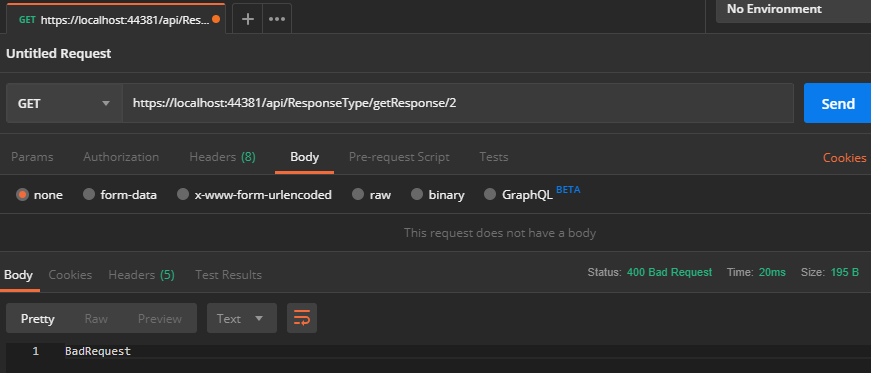 GET https://localhost:44381/api/Res... + ••• No Environment
Untitled Request
GET https://localhost:44381/api/ResponseType/getResponse/2 Send
Params Authorization Headers (8) Body Pre-request Script Tests Cookies
none form-data x-www-form-urlencoded raw binary GraphQL BETA
This request does not have a body
Body Cookies Headers (5) Test Results Status: 400 Bad Request Time: 20ms Size: 195 B
Pretty Raw Preview Text
1 BadRequest